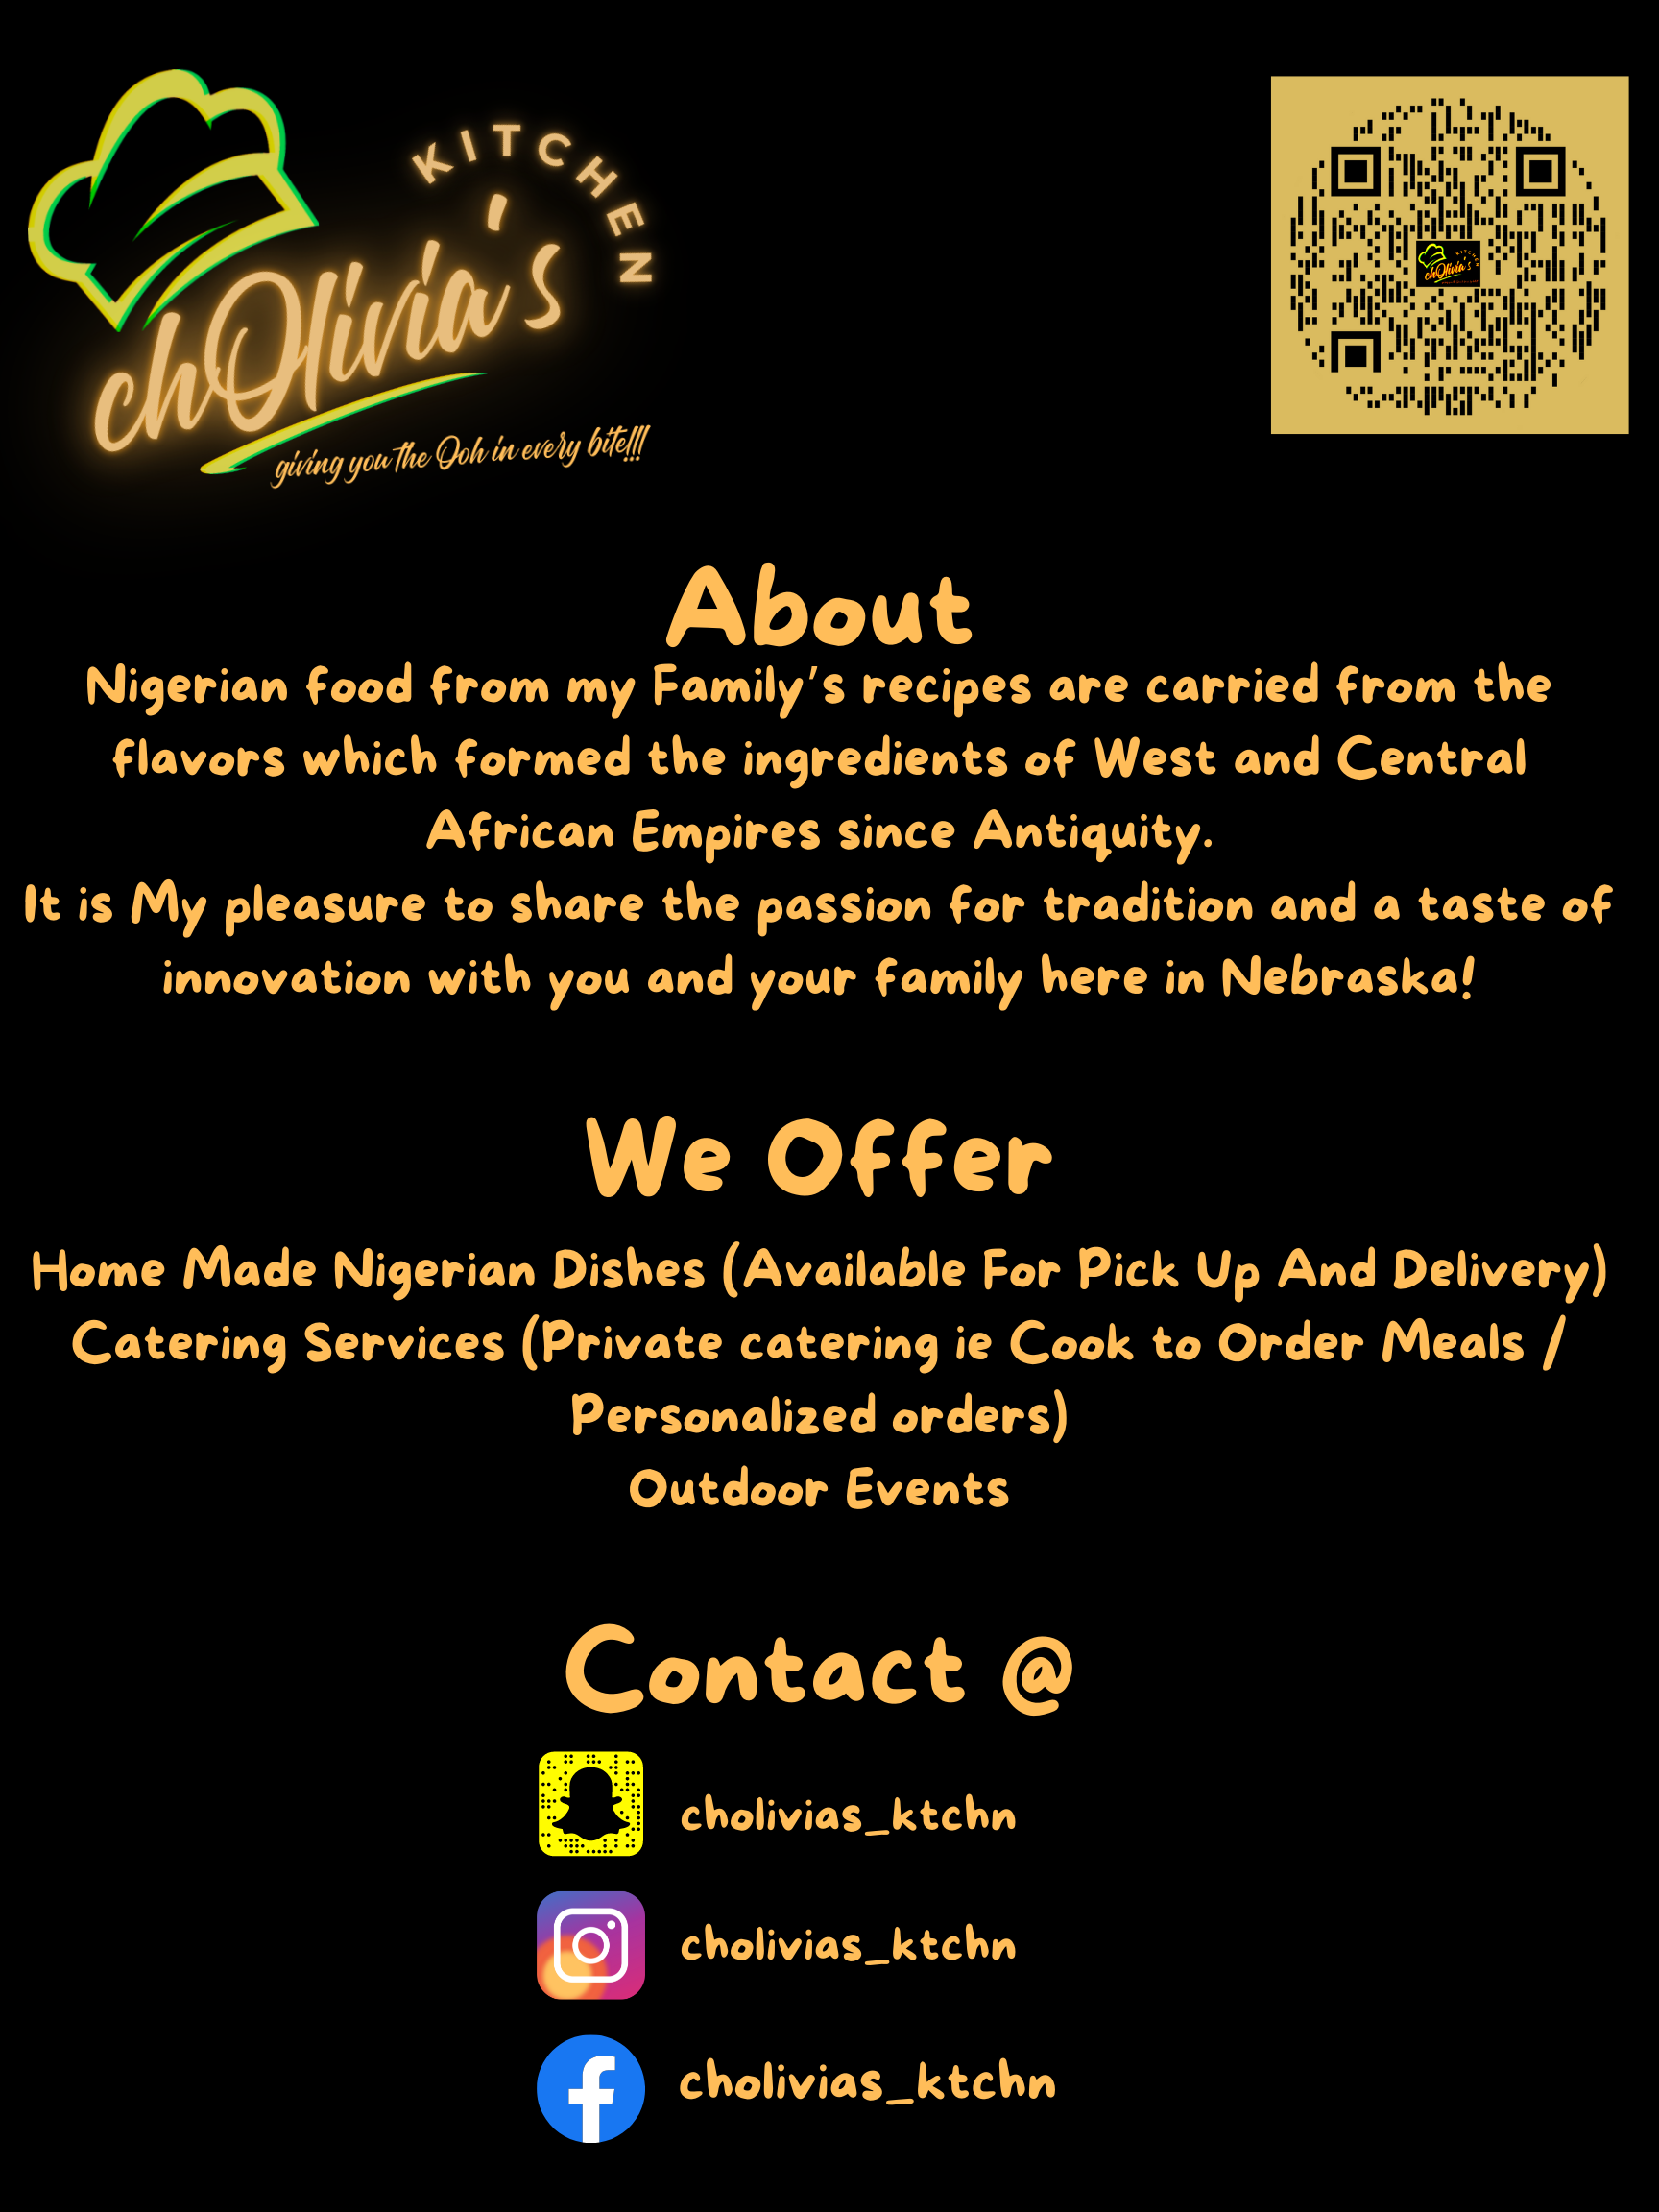 KITCHEN
chOlivia's
giving you the Ooh in every bite!!!
About
Nigerian food from my Family's recipes are carried from the
flavors which formed the ingredients of West and Central
African Empires since Antiquity.
It is My pleasure to share the passion for tradition and a taste of
innovation with you and your family here in Nebraska!
We Offer
Home Made Nigerian Dishes (Available For Pick Up And Delivery)
Catering Services (Private catering ie Cook to Order Meals /
Personalized orders)
Outdoor Events
Contact @
cholivias_ktchn
cholivias_ktchn
cholivias_ktchn